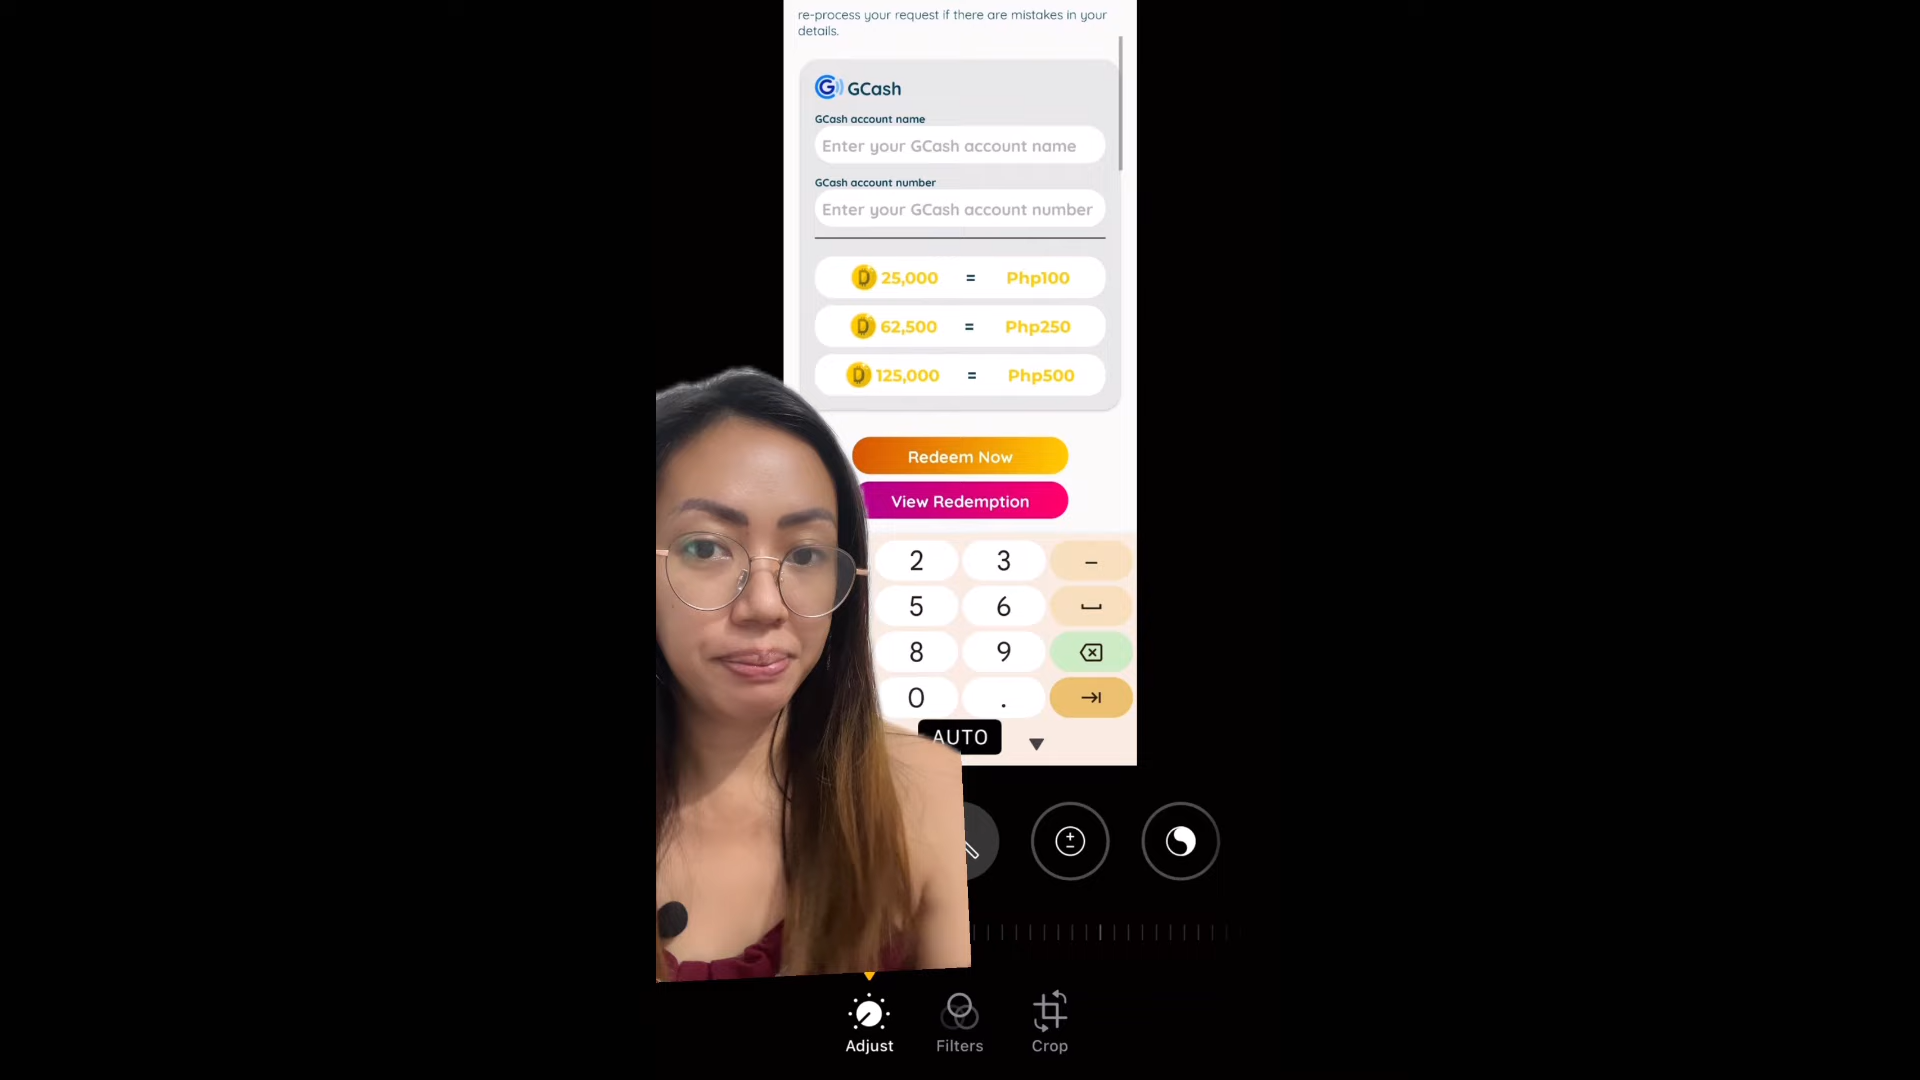 re-process your request if there are mistakes in your
details.
GCash
GCash account name
Enter your GCash account name
GCash account number
Enter your GCash account number
25,000 = Php100
62,500 = Php250
125,000 = Php500
Redeem Now
View Redemption
2 3 –
5 6
8 9
0 .
AUTO
Adjust Filters Crop